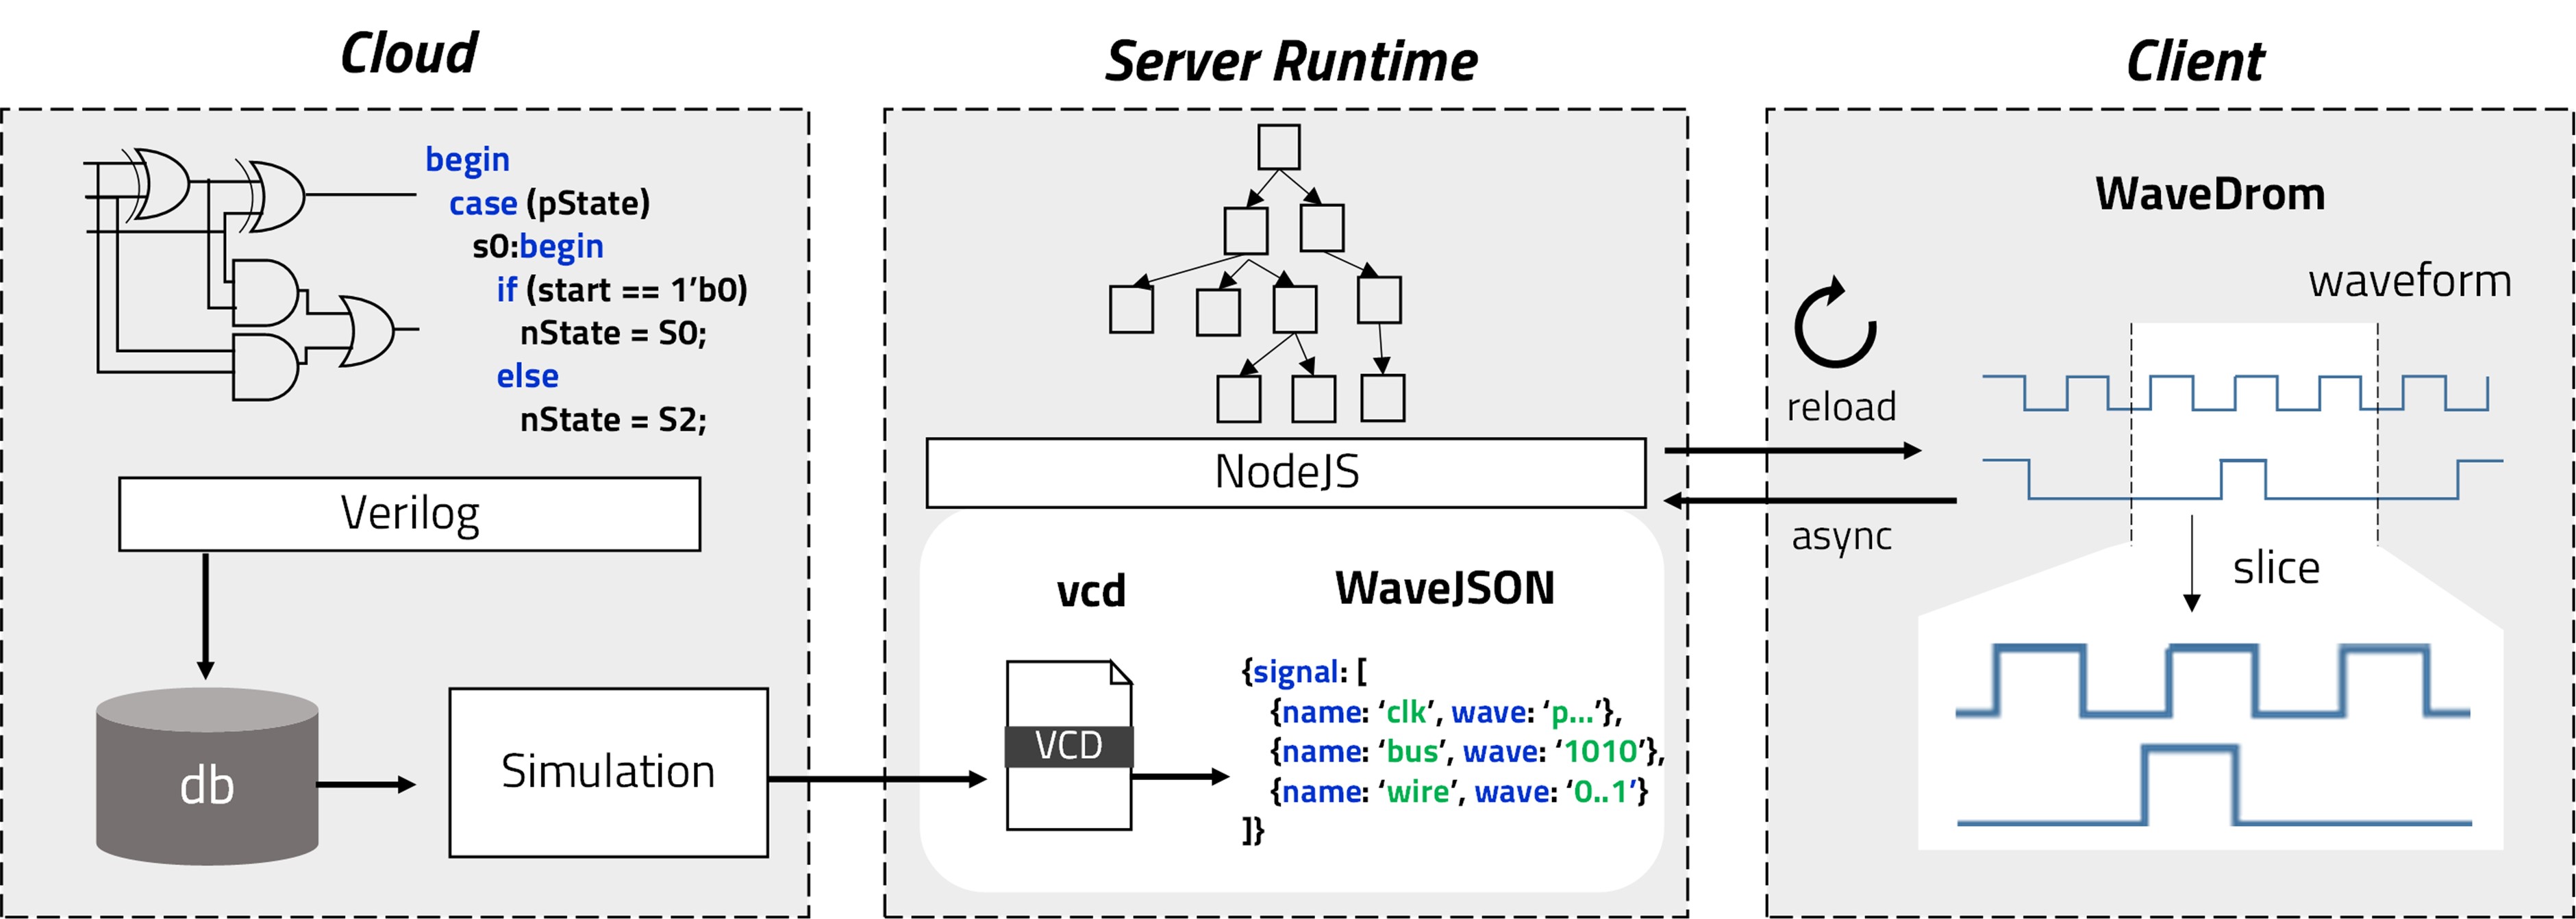 Cloud
begin
case (pState)
s0:begin
if (start == 1’b0)
nState = S0;
else
nState = S2;
Verilog
db
Simulation
Server Runtime
NodeJS
vcd
VCD
WaveJSON
{signal: [
{name: ‘clk’, wave: ‘p...’},
{name: ‘bus’, wave: ‘1010’},
{name: ‘wire’, wave: ‘0..1’}
]}
Client
WaveDrom
waveform
reload
async
slice